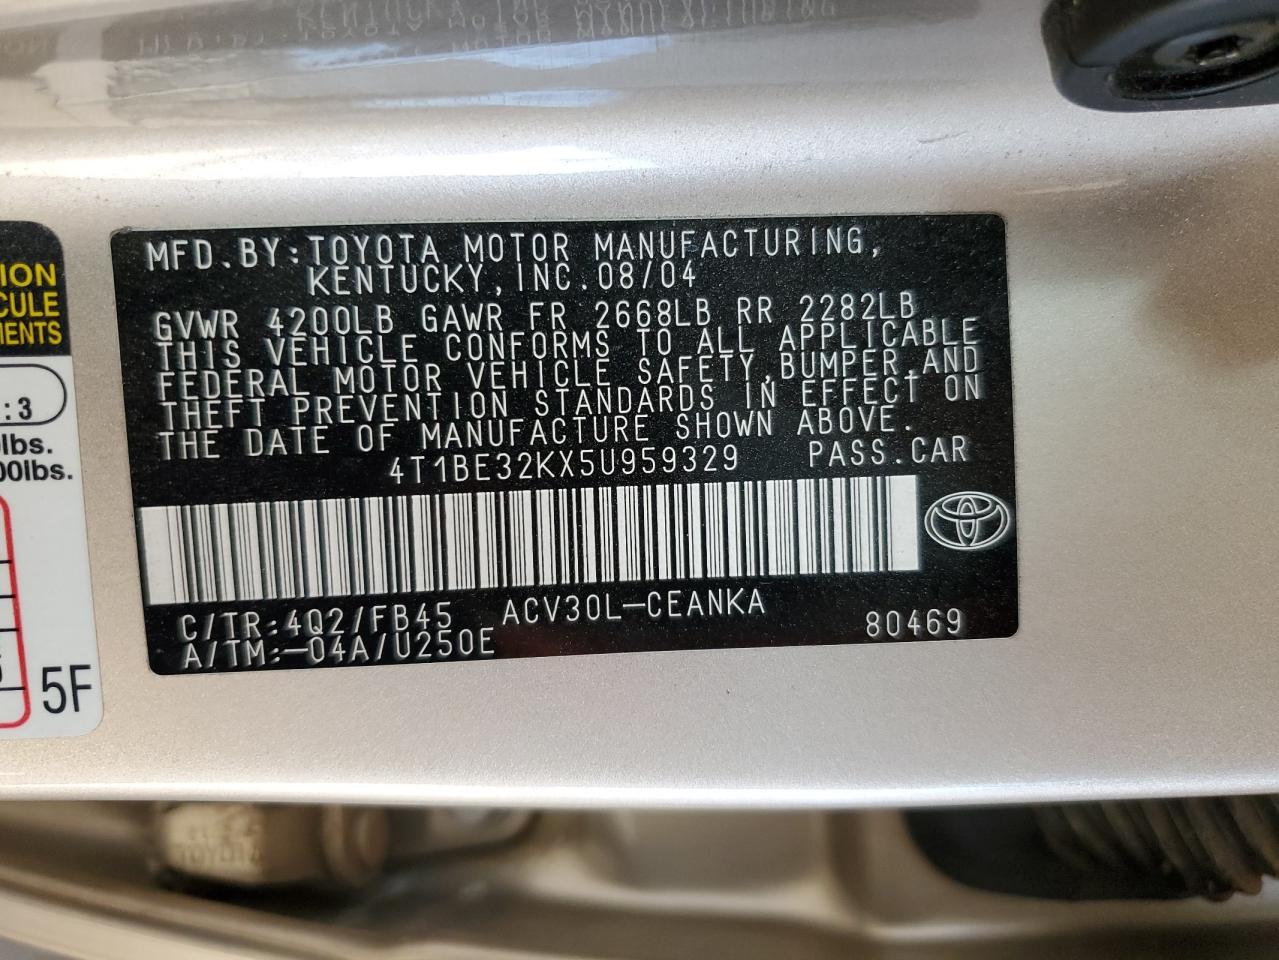 MFD.BY:TOYOTA MOTOR MANUFACTURING,
KENTUCKY, INC.08/04
GVWR 4200LB GAWR FR 2668LB RR 2282LB
THIS VEHICLE CONFORMS TO ALL APPLICABLE
FEDERAL MOTOR VEHICLE SAFETY,BUMPER,AND
THEFT PREVENTION STANDARDS IN EFFECT ON
THE DATE OF MANUFACTURE SHOWN ABOVE.
4T1BE32KX5U959329 PASS.CAR
C/TR:4Q2/FB45 ACV30L-CEANKA
A/TM:-04A/U250E 80469
ION
CULE
ENTS
:3
lbs.
00lbs.
5F
TOYOTA